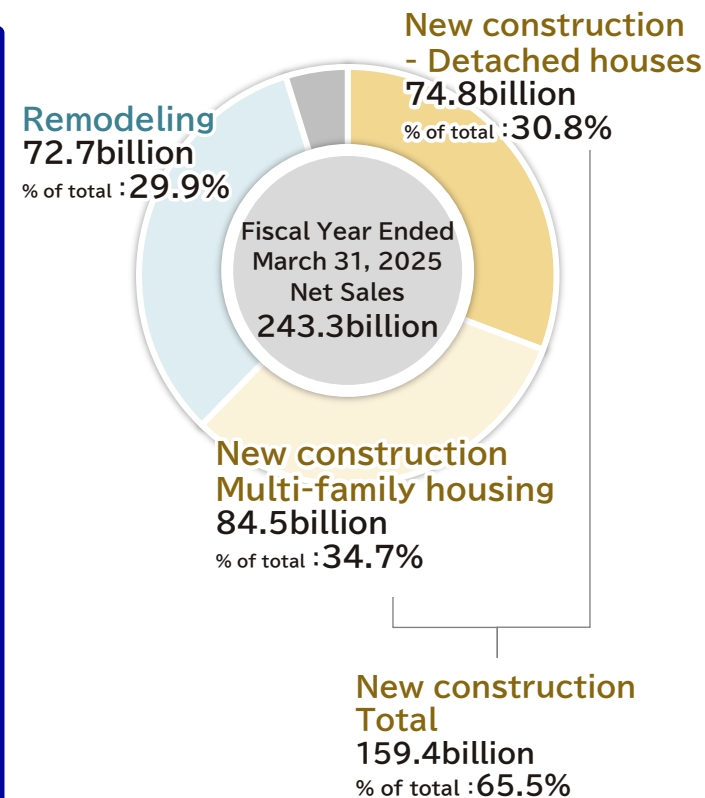 New construction
- Detached houses
74.8billion
% of total :30.8%
Remodeling
72.7billion
% of total :29.9%
Fiscal Year Ended
March 31, 2025
Net Sales
243.3billion
New construction
Multi-family housing
84.5billion
% of total :34.7%
New construction
Total
159.4billion
% of total :65.5%